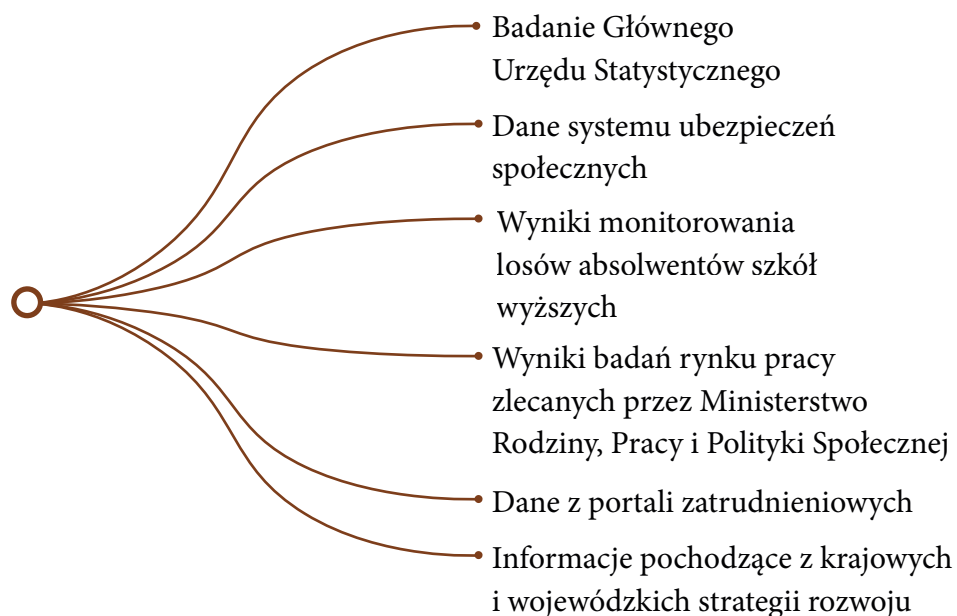 Badanie Głównego
Urzędu Statystycznego
Dane systemu ubezpieczeń
społecznych
Wyniki monitorowania
losów absolwentów szkół
wyższych
Wyniki badań rynku pracy
zlecanych przez Ministerstwo
Rodziny, Pracy i Polityki Społecznej
Dane z portali zatrudnieniowych
Informacje pochodzące z krajowych
i wojewódzkich strategii rozwoju